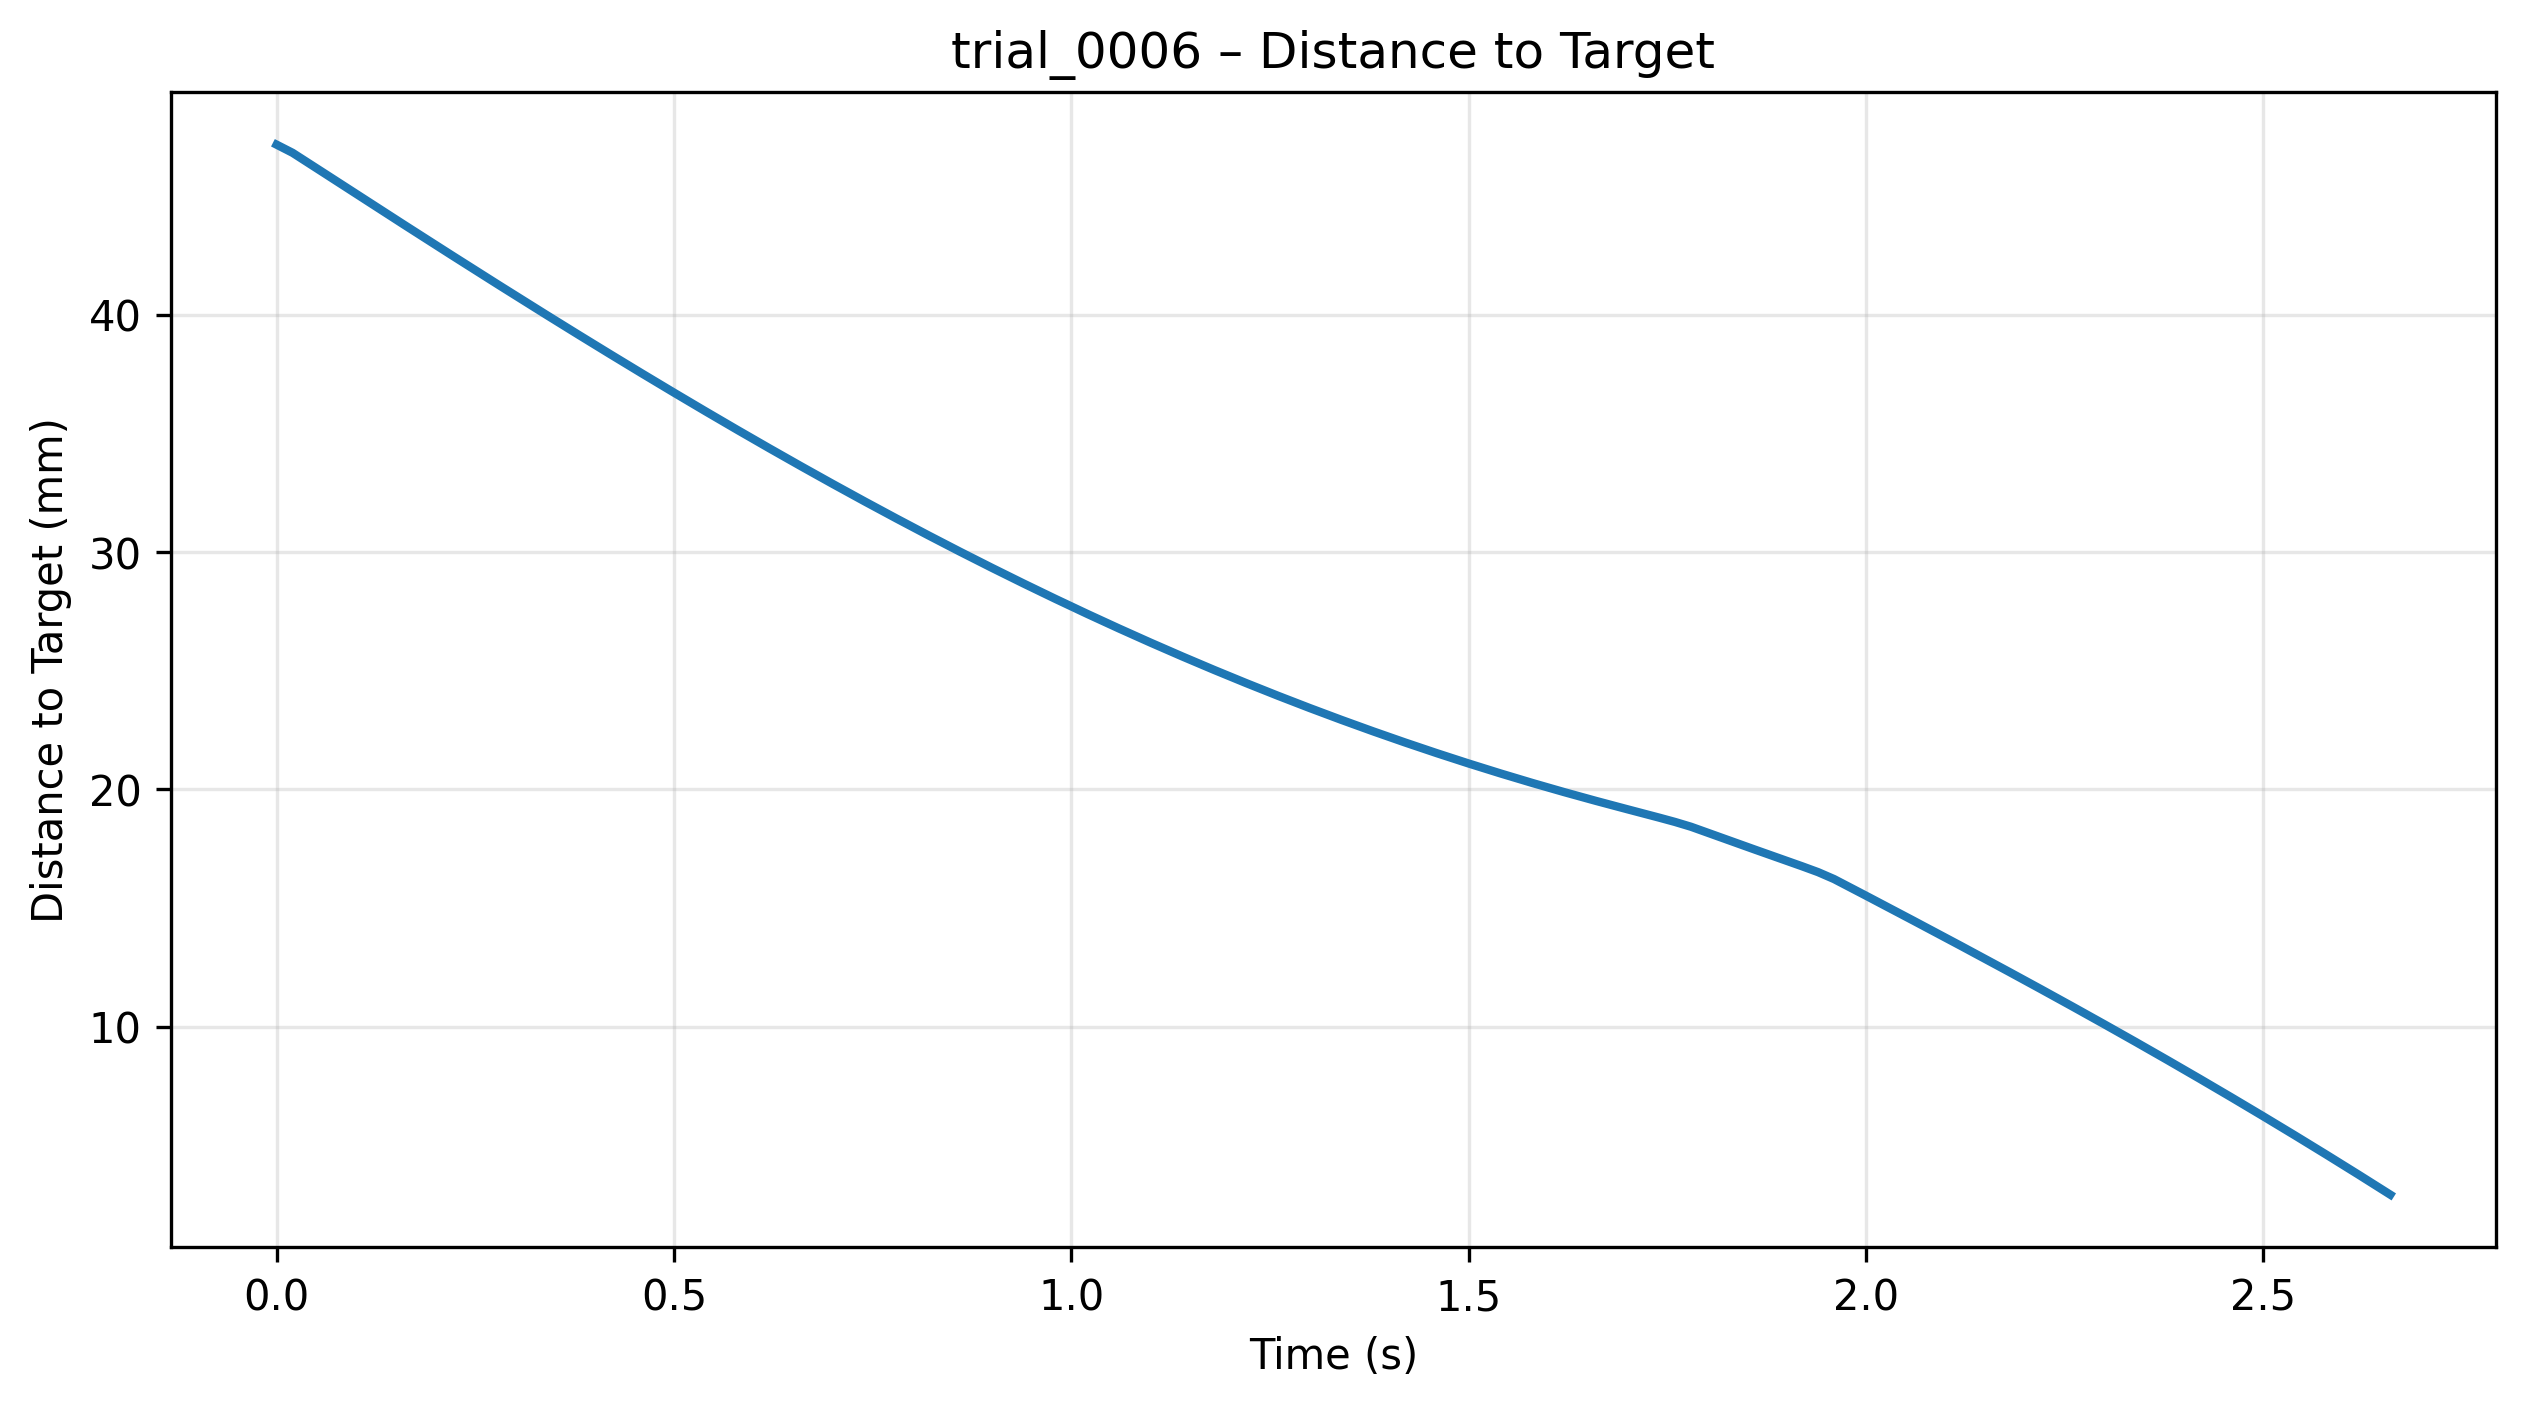 trial_0006 – Distance to Target
Distance to Target (mm)
40
30
20
10
0.0 0.5 1.0 1.5 2.0 2.5
Time (s)